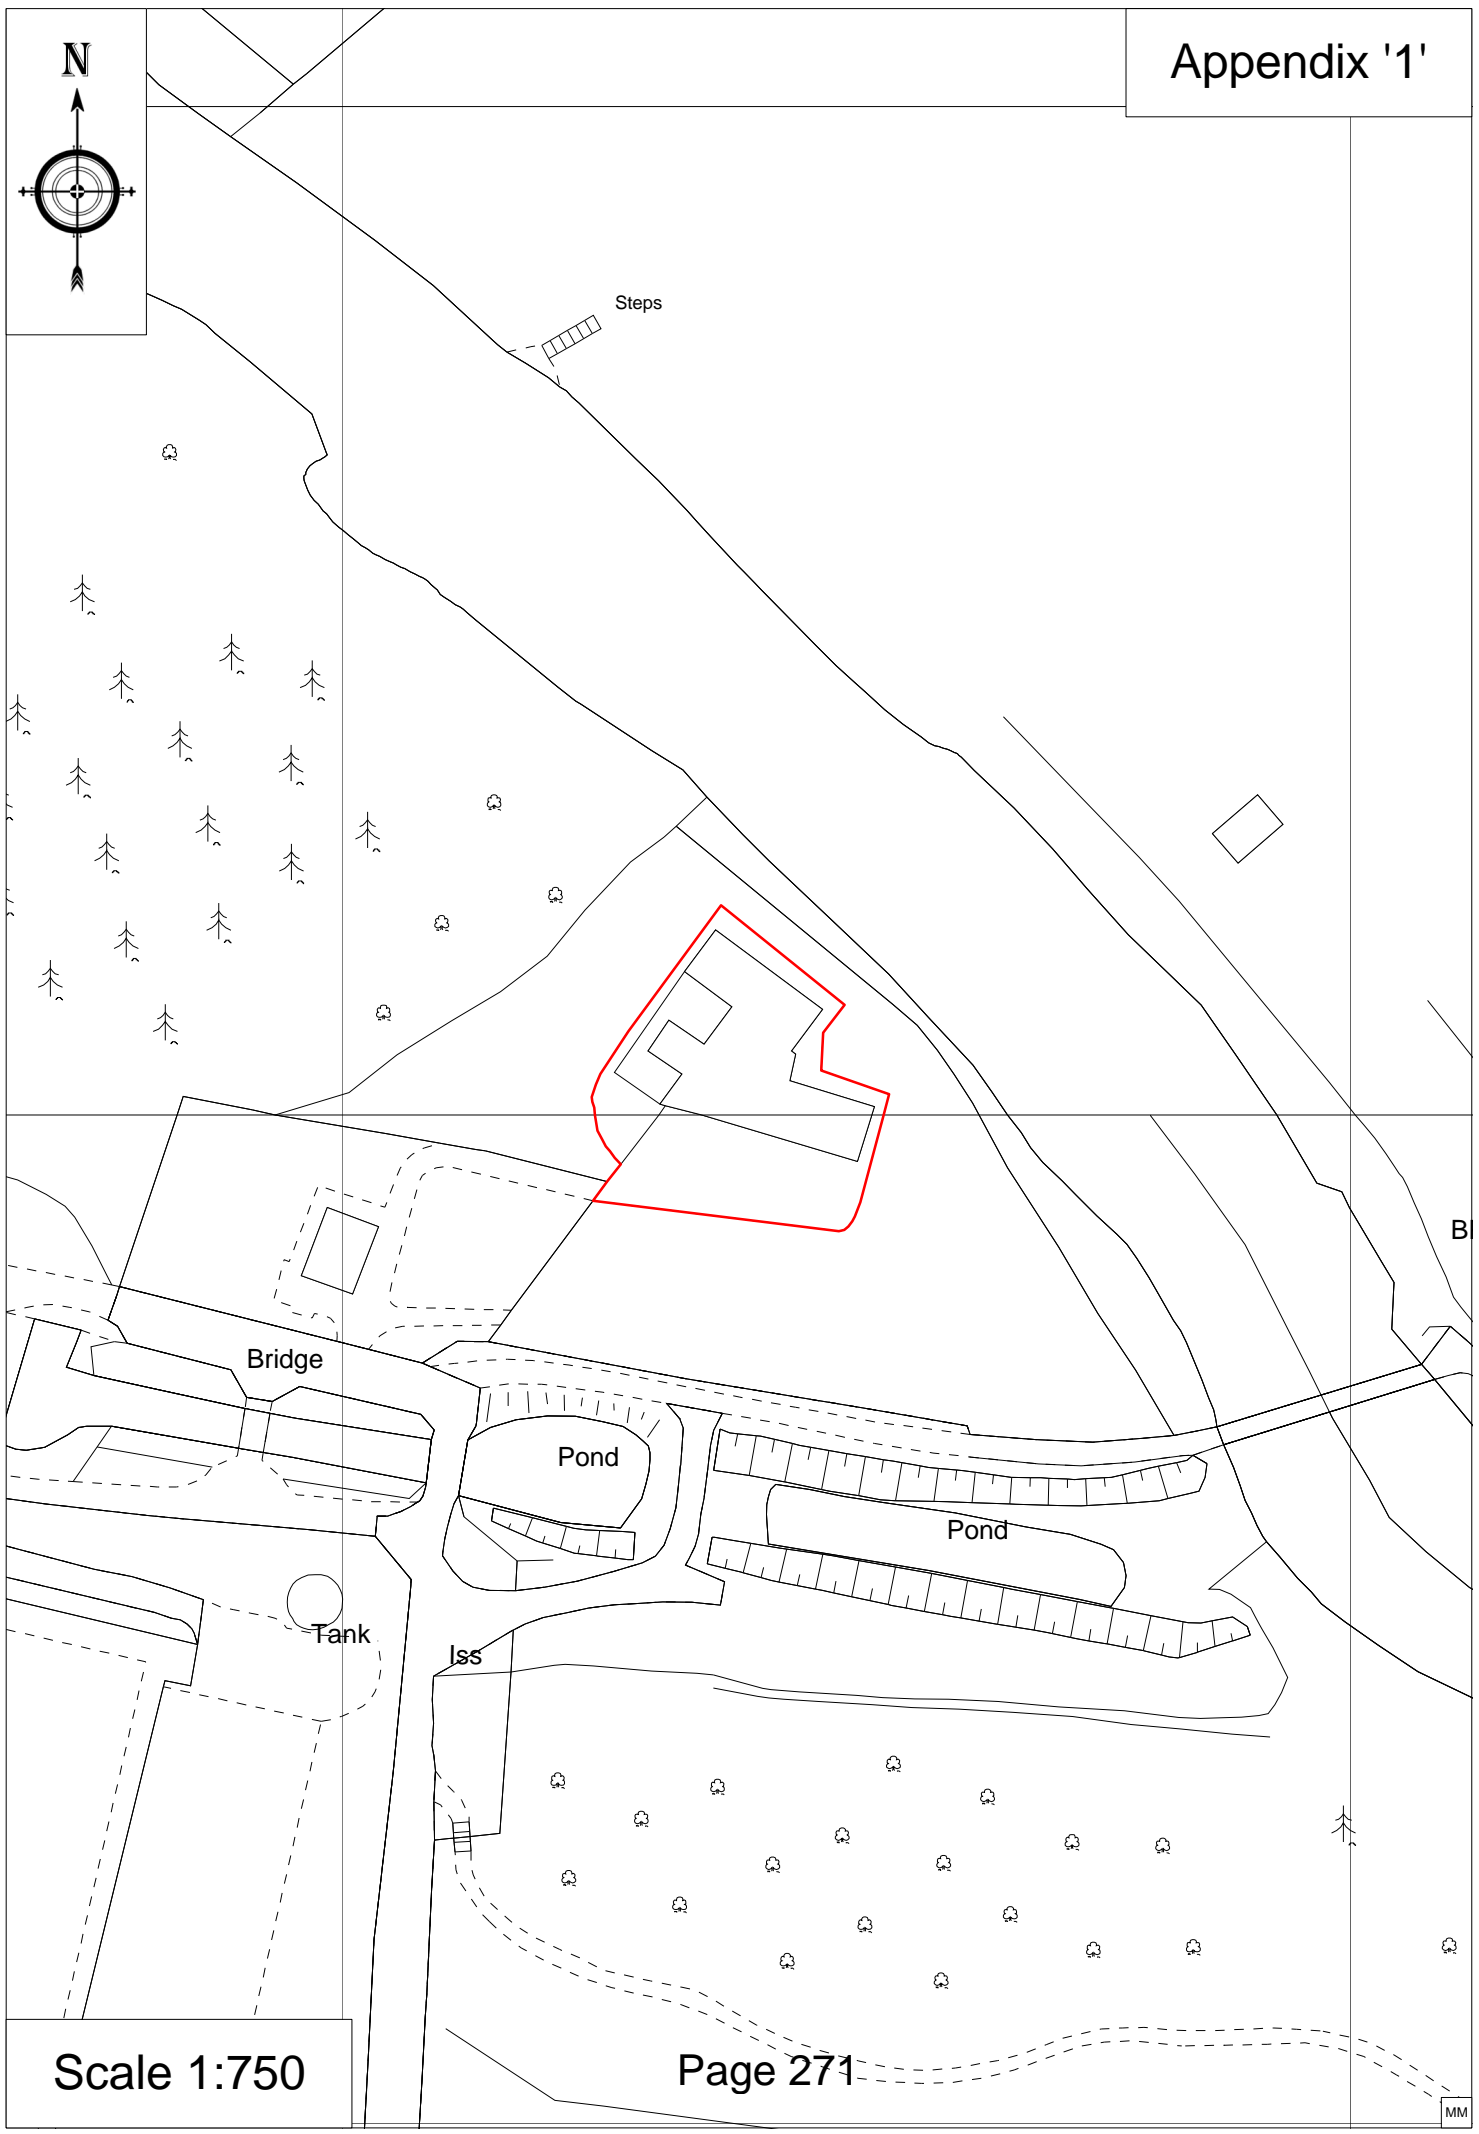 N
Appendix '1'
Steps
Bridge
Pond
Pond
Tank
Iss
Scale 1:750
Page 271
MM